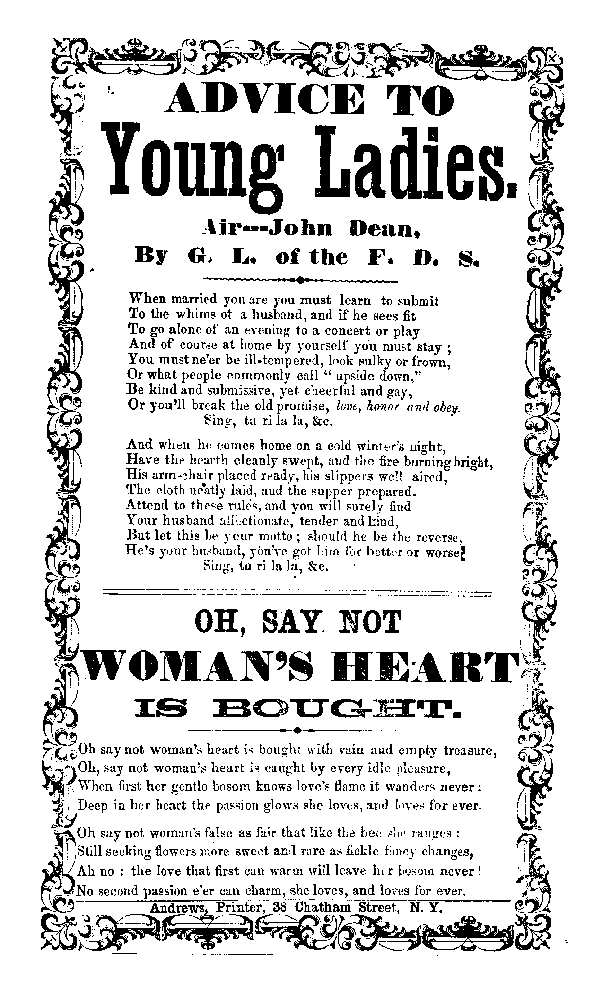 ADVICE TO
Young Ladies.
Air---John Dean,
By G. L. of the F. D. S.
When married you are you must learn to submit
To the whims of a husband, and if he sees fit
To go alone of an evening to a concert or play
And of course at home by yourself you must stay ;
You must ne'er be ill-tempered, look sulky or frown,
Or what people commonly call " upside down,"
Be kind and submissive, yet cheerful and gay,
Or you'll break the old promise, love, honor and obey.
Sing, tu ri la la, &c.
And when he comes home on a cold winter's night,
Have the hearth cleanly swept, and the fire burning bright,
His arm-chair placed ready, his slippers well aired,
The cloth neatly laid, and the supper prepared.
Attend to these rules, and you will surely find
Your husband affectionate, tender and kind,
But let this be your motto ; should he be the reverse,
He's your husband, you've got him for better or worse!
Sing, tu ri la la, &c.
OH, SAY NOT
WOMAN'S HEART
IS BOUGHT.
Oh say not woman's heart is bought with vain and empty treasure,
Oh, say not woman's heart is caught by every idle pleasure,
When first her gentle bosom knows love's flame it wanders never :
Deep in her heart the passion glows she loves, and loves for ever.
Oh say not woman's false as fair that like the bee she ranges :
Still seeking flowers more sweet and rare as fickle fancy changes,
Ah no : the love that first can warm will leave her bosom never !
No second passion e'er can charm, she loves, and loves for ever.
Andrews, Printer, 38 Chatham Street, N. Y.